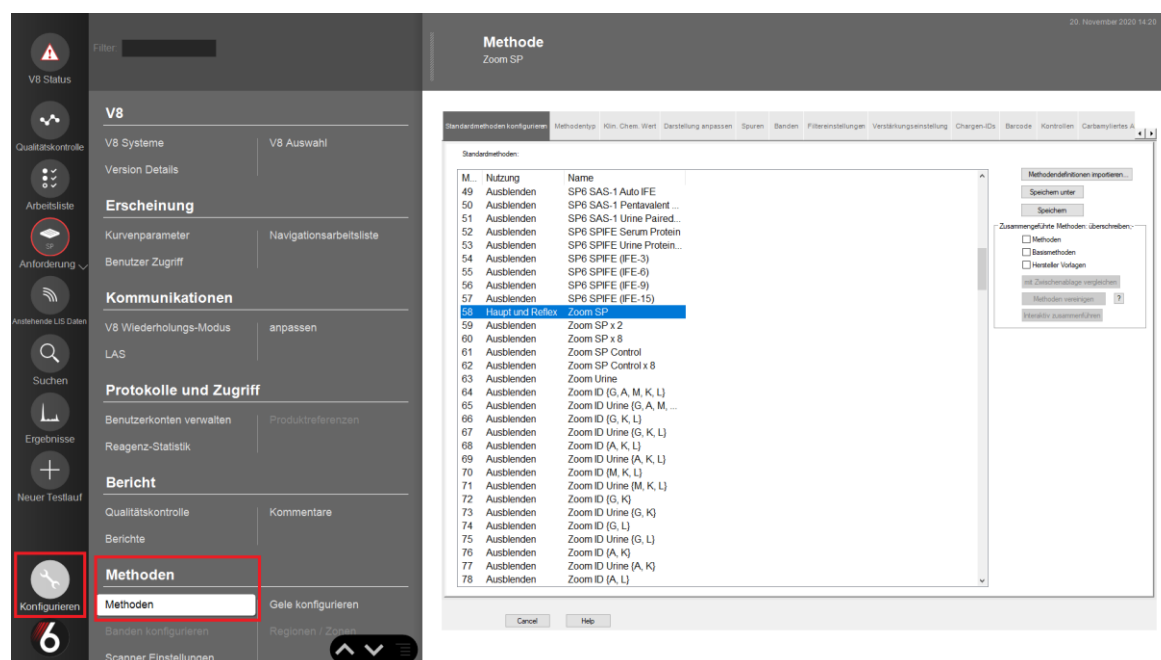 20. November 2020 14:20
V8 Status
Filter:
Methode
Zoom SP
Qualitätskontrolle
Arbeitsliste
SP
Anforderung
Anstehende LIS Daten
Suchen
Ergebnisse
Neuer Testlauf
Konfigurieren
6
V8
V8 Systeme
V8 Auswahl
Version Details
Erscheinung
Kurvenparameter
Navigationsarbeitsliste
Benutzer Zugriff
Kommunikationen
V8 Wiederholungs-Modus
anpassen
LAS
Protokolle und Zugriff
Benutzerkonten verwalten
Produktreferenzen
Reagenz-Statistik
Bericht
Qualitätskontrolle
Kommentare
Berichte
Methoden
Methoden
Gele konfigurieren
Banden konfigurieren
Regionen / Zonen
Scanner Einstellungen
Standardmethoden konfigurieren Methodentyp Klin. Chem. Wert Darstellung anpassen Spuren Banden Filtereinstellungen Verstärkungseinstellung Chargen-IDs Barcode Kontrollen Carbamyliertes A
Standardmethoden:
M... Nutzung Name
49 Ausblenden SP6 SAS-1 Auto IFE
50 Ausblenden SP6 SAS-1 Pentavalent ...
51 Ausblenden SP6 SAS-1 Urine Paired...
52 Ausblenden SP6 SPIFE Serum Protein
53 Ausblenden SP6 SPIFE Urine Protein...
54 Ausblenden SP6 SPIFE (IFE-3)
55 Ausblenden SP6 SPIFE (IFE-6)
56 Ausblenden SP6 SPIFE (IFE-9)
57 Ausblenden SP6 SPIFE (IFE-15)
58 Haupt und Reflex Zoom SP
59 Ausblenden Zoom SP x 2
60 Ausblenden Zoom SP x 8
61 Ausblenden Zoom SP Control
62 Ausblenden Zoom SP Control x 8
63 Ausblenden Zoom Urine
64 Ausblenden Zoom ID {G, A, M, K, L}
65 Ausblenden Zoom ID Urine {G, A, M, ...
66 Ausblenden Zoom ID {G, K, L}
67 Ausblenden Zoom ID Urine {G, K, L}
68 Ausblenden Zoom ID {A, K, L}
69 Ausblenden Zoom ID Urine {A, K, L}
70 Ausblenden Zoom ID {M, K, L}
71 Ausblenden Zoom ID Urine {M, K, L}
72 Ausblenden Zoom ID {G, K}
73 Ausblenden Zoom ID Urine {G, K}
74 Ausblenden Zoom ID {G, L}
75 Ausblenden Zoom ID Urine {G, L}
76 Ausblenden Zoom ID {A, K}
77 Ausblenden Zoom ID Urine {A, K}
78 Ausblenden Zoom ID {A, L}
Methodendefinitionen importieren...
Speichern unter
Speichern
Zusammengeführte Methoden: überschreiben:-
Methoden
Basismethoden
Hersteller Vorlagen
mit Zwischenablage vergleichen
Methoden vereinigen ?
Interaktiv zusammenführen
Cancel Help